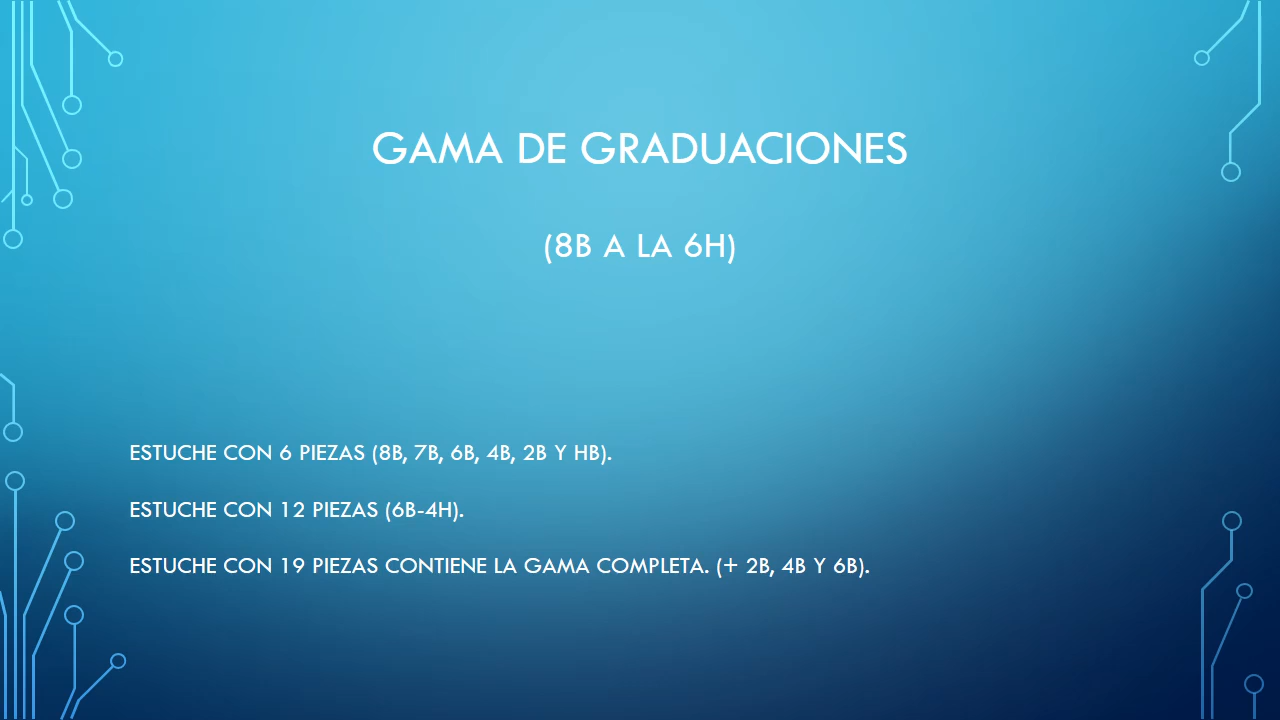 GAMA DE GRADUACIONES
(8B A LA 6H)
ESTUCHE CON 6 PIEZAS (8B, 7B, 6B, 4B, 2B Y HB).
ESTUCHE CON 12 PIEZAS (6B-4H).
ESTUCHE CON 19 PIEZAS CONTIENE LA GAMA COMPLETA. (+ 2B, 4B Y 6B).